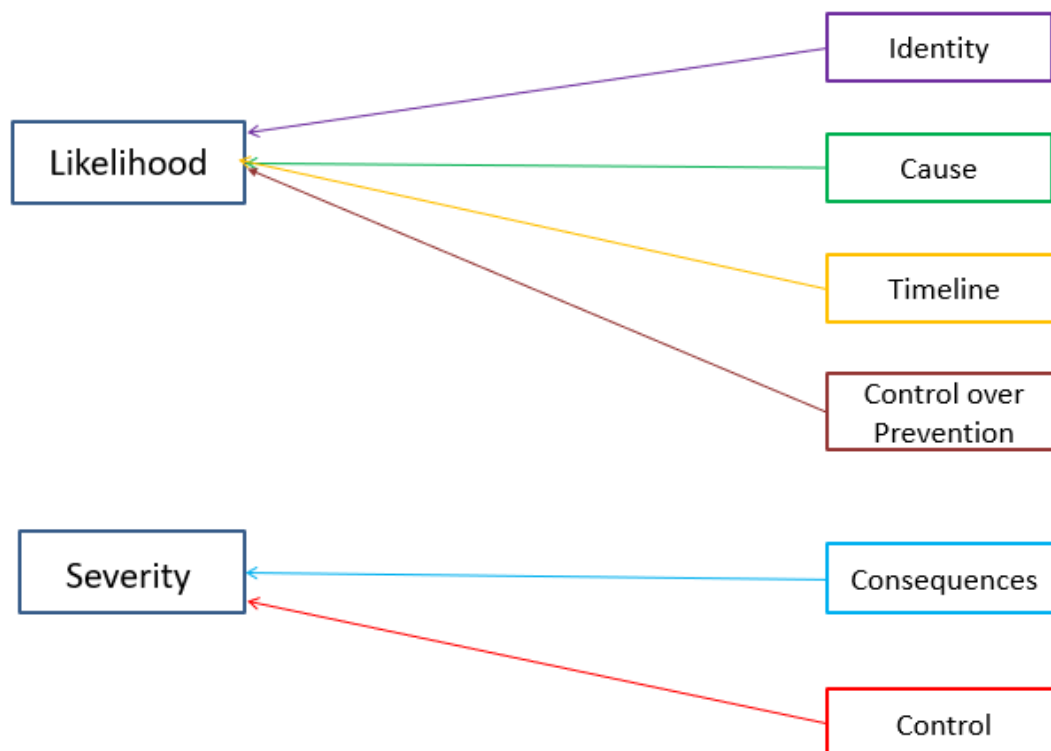 Identity
Likelihood
Cause
Timeline
Control over
Prevention
Severity
Consequences
Control